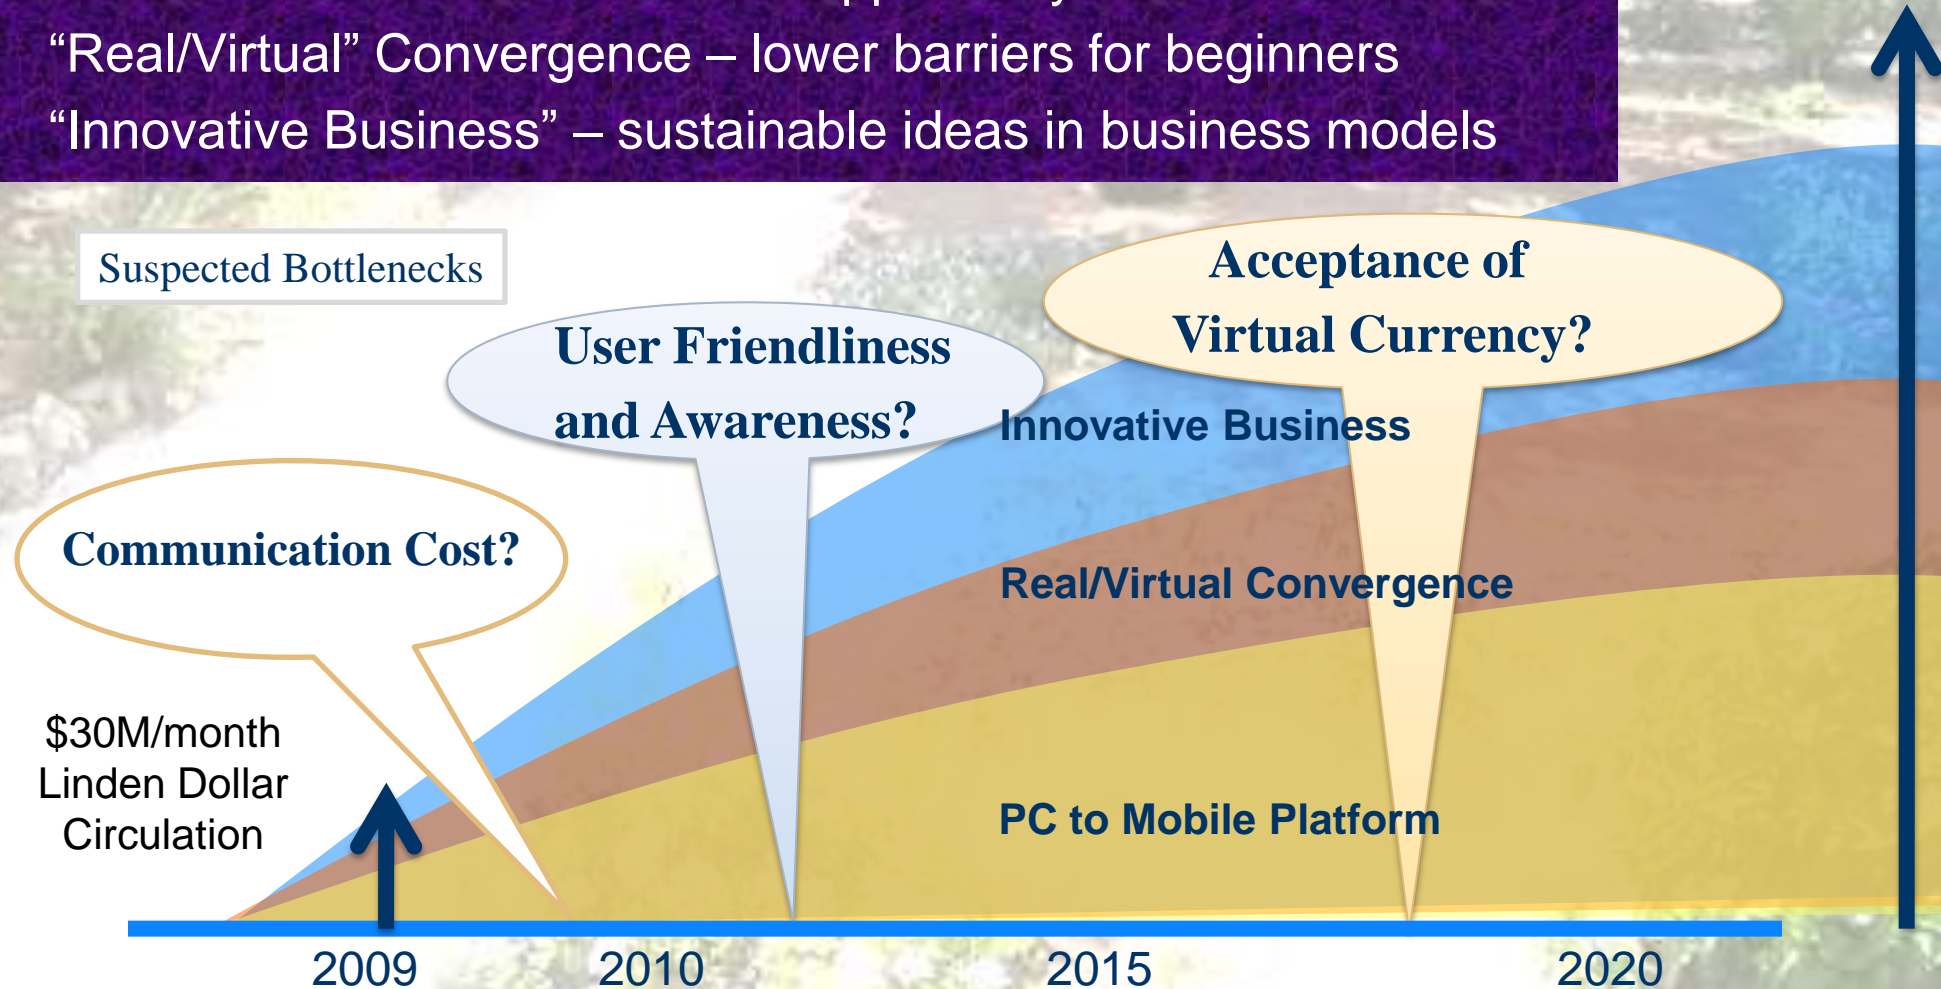 “Real/Virtual” Convergence – lower barriers for beginners
“Innovative Business” – sustainable ideas in business models
Suspected Bottlenecks
Acceptance of
Virtual Currency?
User Friendliness
and Awareness?
Innovative Business
Communication Cost?
Real/Virtual Convergence
$30M/month
Linden Dollar
Circulation
PC to Mobile Platform
2009
2010
2015
2020